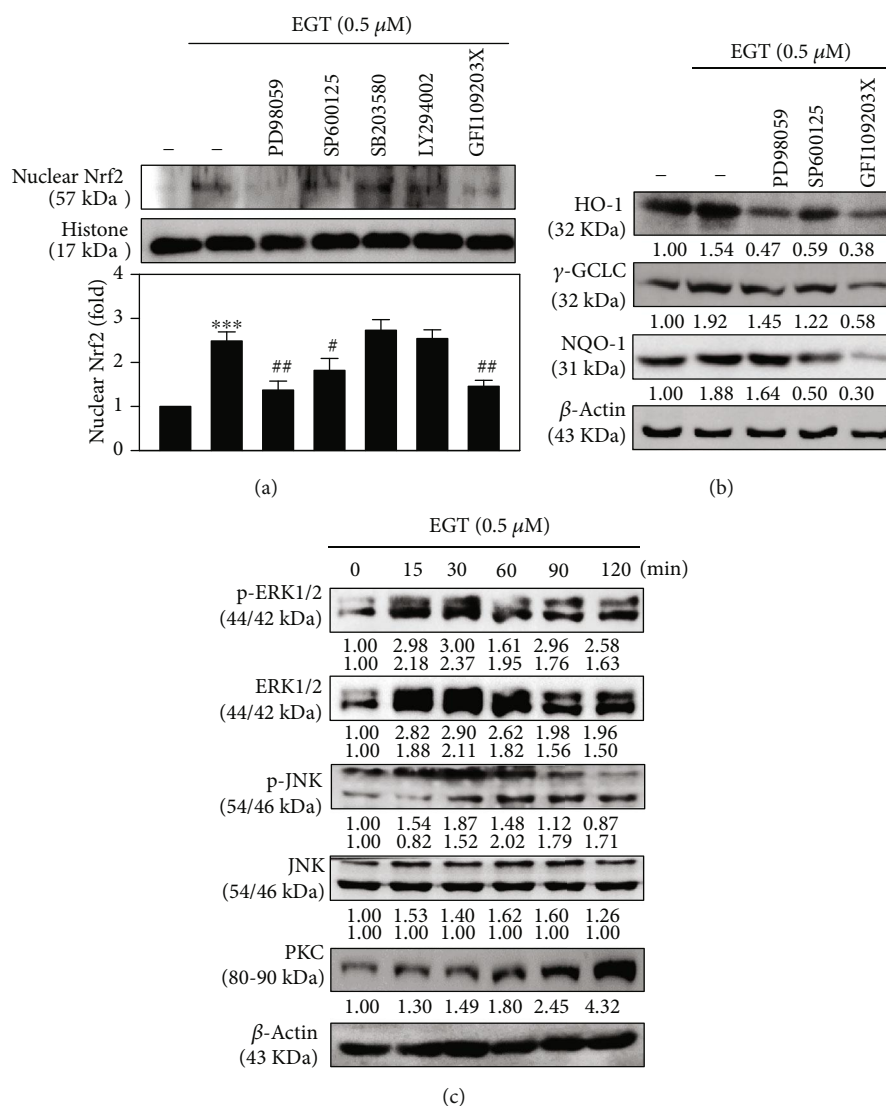 EGT (0.5 μM)
– – PD98059 SP600125 SB203580 LY294002 GFI109203X
Nuclear Nrf2
(57 kDa )
Histone
(17 kDa )
Nuclear Nrf2 (fold)
4
3
2
1
0
*** ## # ##
(a)
EGT (0.5 μM)
– – PD98059 SP600125 GFI109203X
HO-1
(32 KDa)
1.00 1.54 0.47 0.59 0.38
γ-GCLC
(32 kDa)
1.00 1.92 1.45 1.22 0.58
NQO-1
(31 kDa)
1.00 1.88 1.64 0.50 0.30
β-Actin
(43 KDa)
(b)
EGT (0.5 μM)
0 15 30 60 90 120 (min)
p-ERK1/2
(44/42 kDa)
1.00 2.98 3.00 1.61 2.96 2.58
1.00 2.18 2.37 1.95 1.76 1.63
ERK1/2
(44/42 kDa)
1.00 2.82 2.90 2.62 1.98 1.96
1.00 1.88 2.11 1.82 1.56 1.50
p-JNK
(54/46 kDa)
1.00 1.54 1.87 1.48 1.12 0.87
1.00 0.82 1.52 2.02 1.79 1.71
JNK
(54/46 kDa)
1.00 1.53 1.40 1.62 1.60 1.26
1.00 1.00 1.00 1.00 1.00 1.00
PKC
(80-90 kDa)
1.00 1.30 1.49 1.80 2.45 4.32
β-Actin
(43 KDa)
(c)